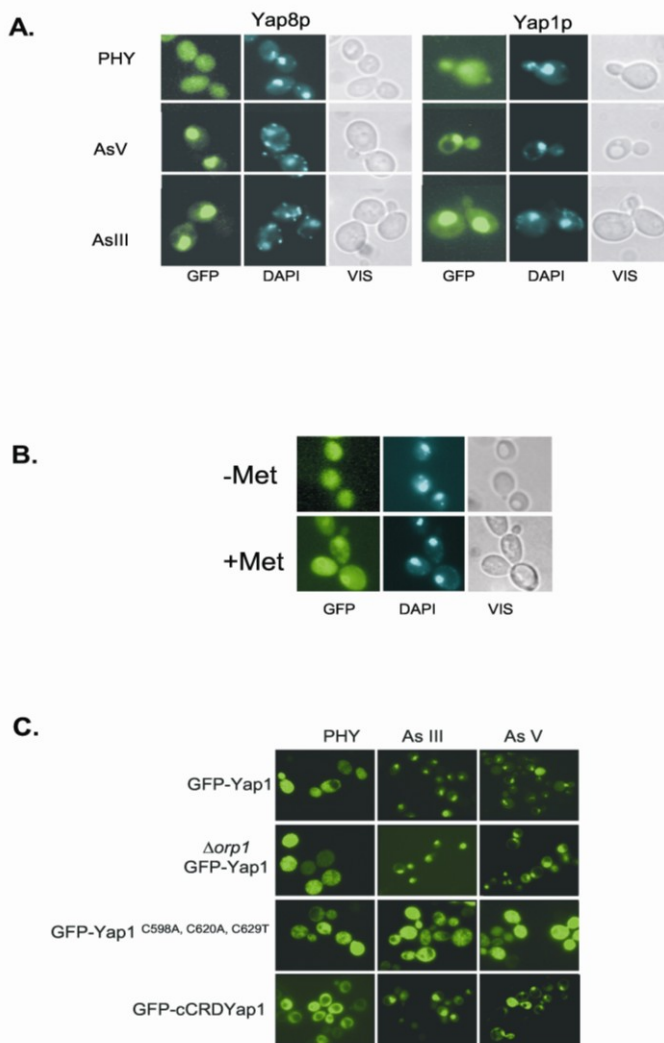 A.
Yap8p Yap1p
PHY
AsV
AsIII
GFP DAPI VIS GFP DAPI VIS
B.
-Met
+Met
GFP DAPI VIS
C.
PHY As III As V
GFP-Yap1
Δorp1
GFP-Yap1
GFP-Yap1 C598A, C620A, C629T
GFP-cCRDYap1